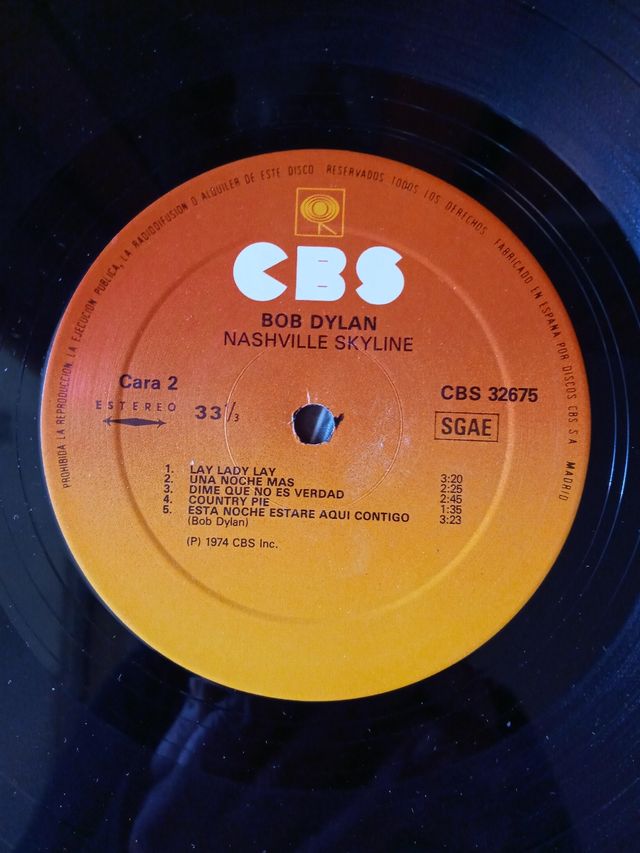 PROHIBIDA LA REPRODUCCION, LA EJECUCION PUBLICA, LA RADIODIFUSION O ALQUILER DE ESTE DISCO. RESERVADOS TODOS LOS DERECHOS. FABRICADO EN ESPAÑA POR DISCOS CBS S A MADRID
CBS
BOB DYLAN
NASHVILLE SKYLINE
Cara 2
CBS 32675
ESTEREO
33 1/3
SGAE
1. LAY LADY LAY 3:20
2. UNA NOCHE MAS 2:25
3. DIME QUE NO ES VERDAD 2:45
4. COUNTRY PIE 1:35
5. ESTA NOCHE ESTARE AQUI CONTIGO 3:23
(Bob Dylan)
(P) 1974 CBS Inc.